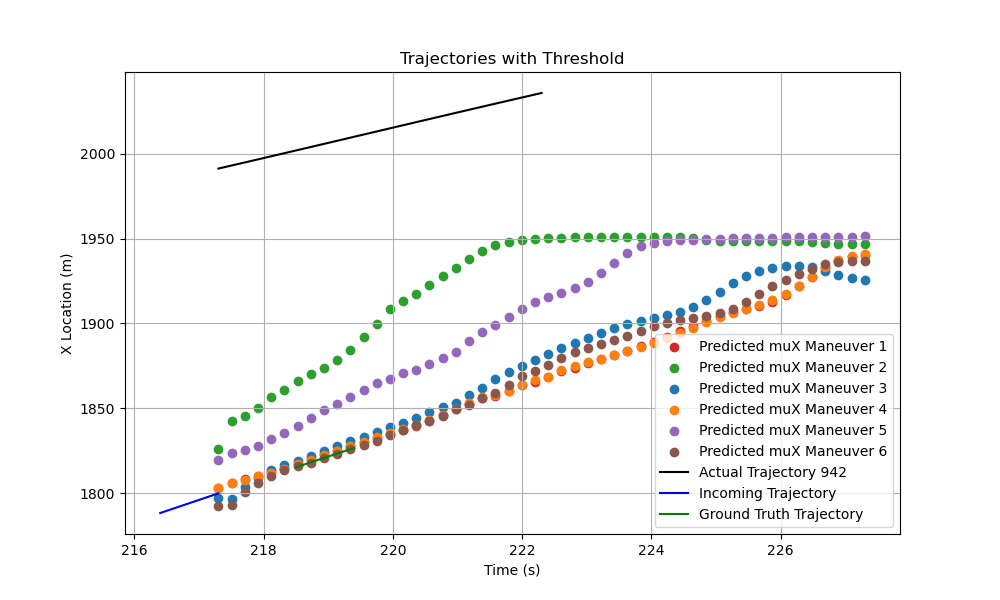 Trajectories with Threshold
X Location (m)
2000
1950
1900
1850
1800
Predicted muX Maneuver 1
Predicted muX Maneuver 2
Predicted muX Maneuver 3
Predicted muX Maneuver 4
Predicted muX Maneuver 5
Predicted muX Maneuver 6
Actual Trajectory 942
Incoming Trajectory
Ground Truth Trajectory
216 218 220 222 224 226
Time (s)